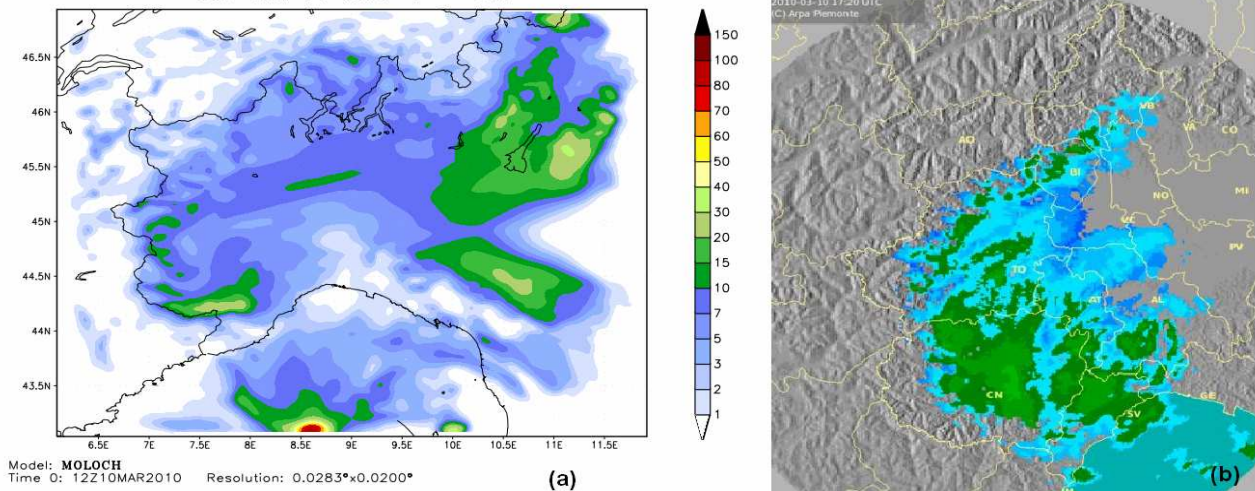 46.5N
46N
45.5N
45N
44.5N
44N
43.5N
6.5E 7E 7.5E 8E 8.5E 9E 9.5E 10E 10.5E 11E 11.5E
150
100
80
70
60
50
40
30
20
15
10
7
5
3
2
1
Model: MOLOCH
Time 0: 12Z10MAR2010 Resolution: 0.0283°x0.0200°
(a)
2010-03-10 17:20 UTC
(C) Arpa Piemonte
VB
VA
CO
AO
BI
NO
MI
VC
PV
TO
AT
AL
CN
SV
GE
(b)